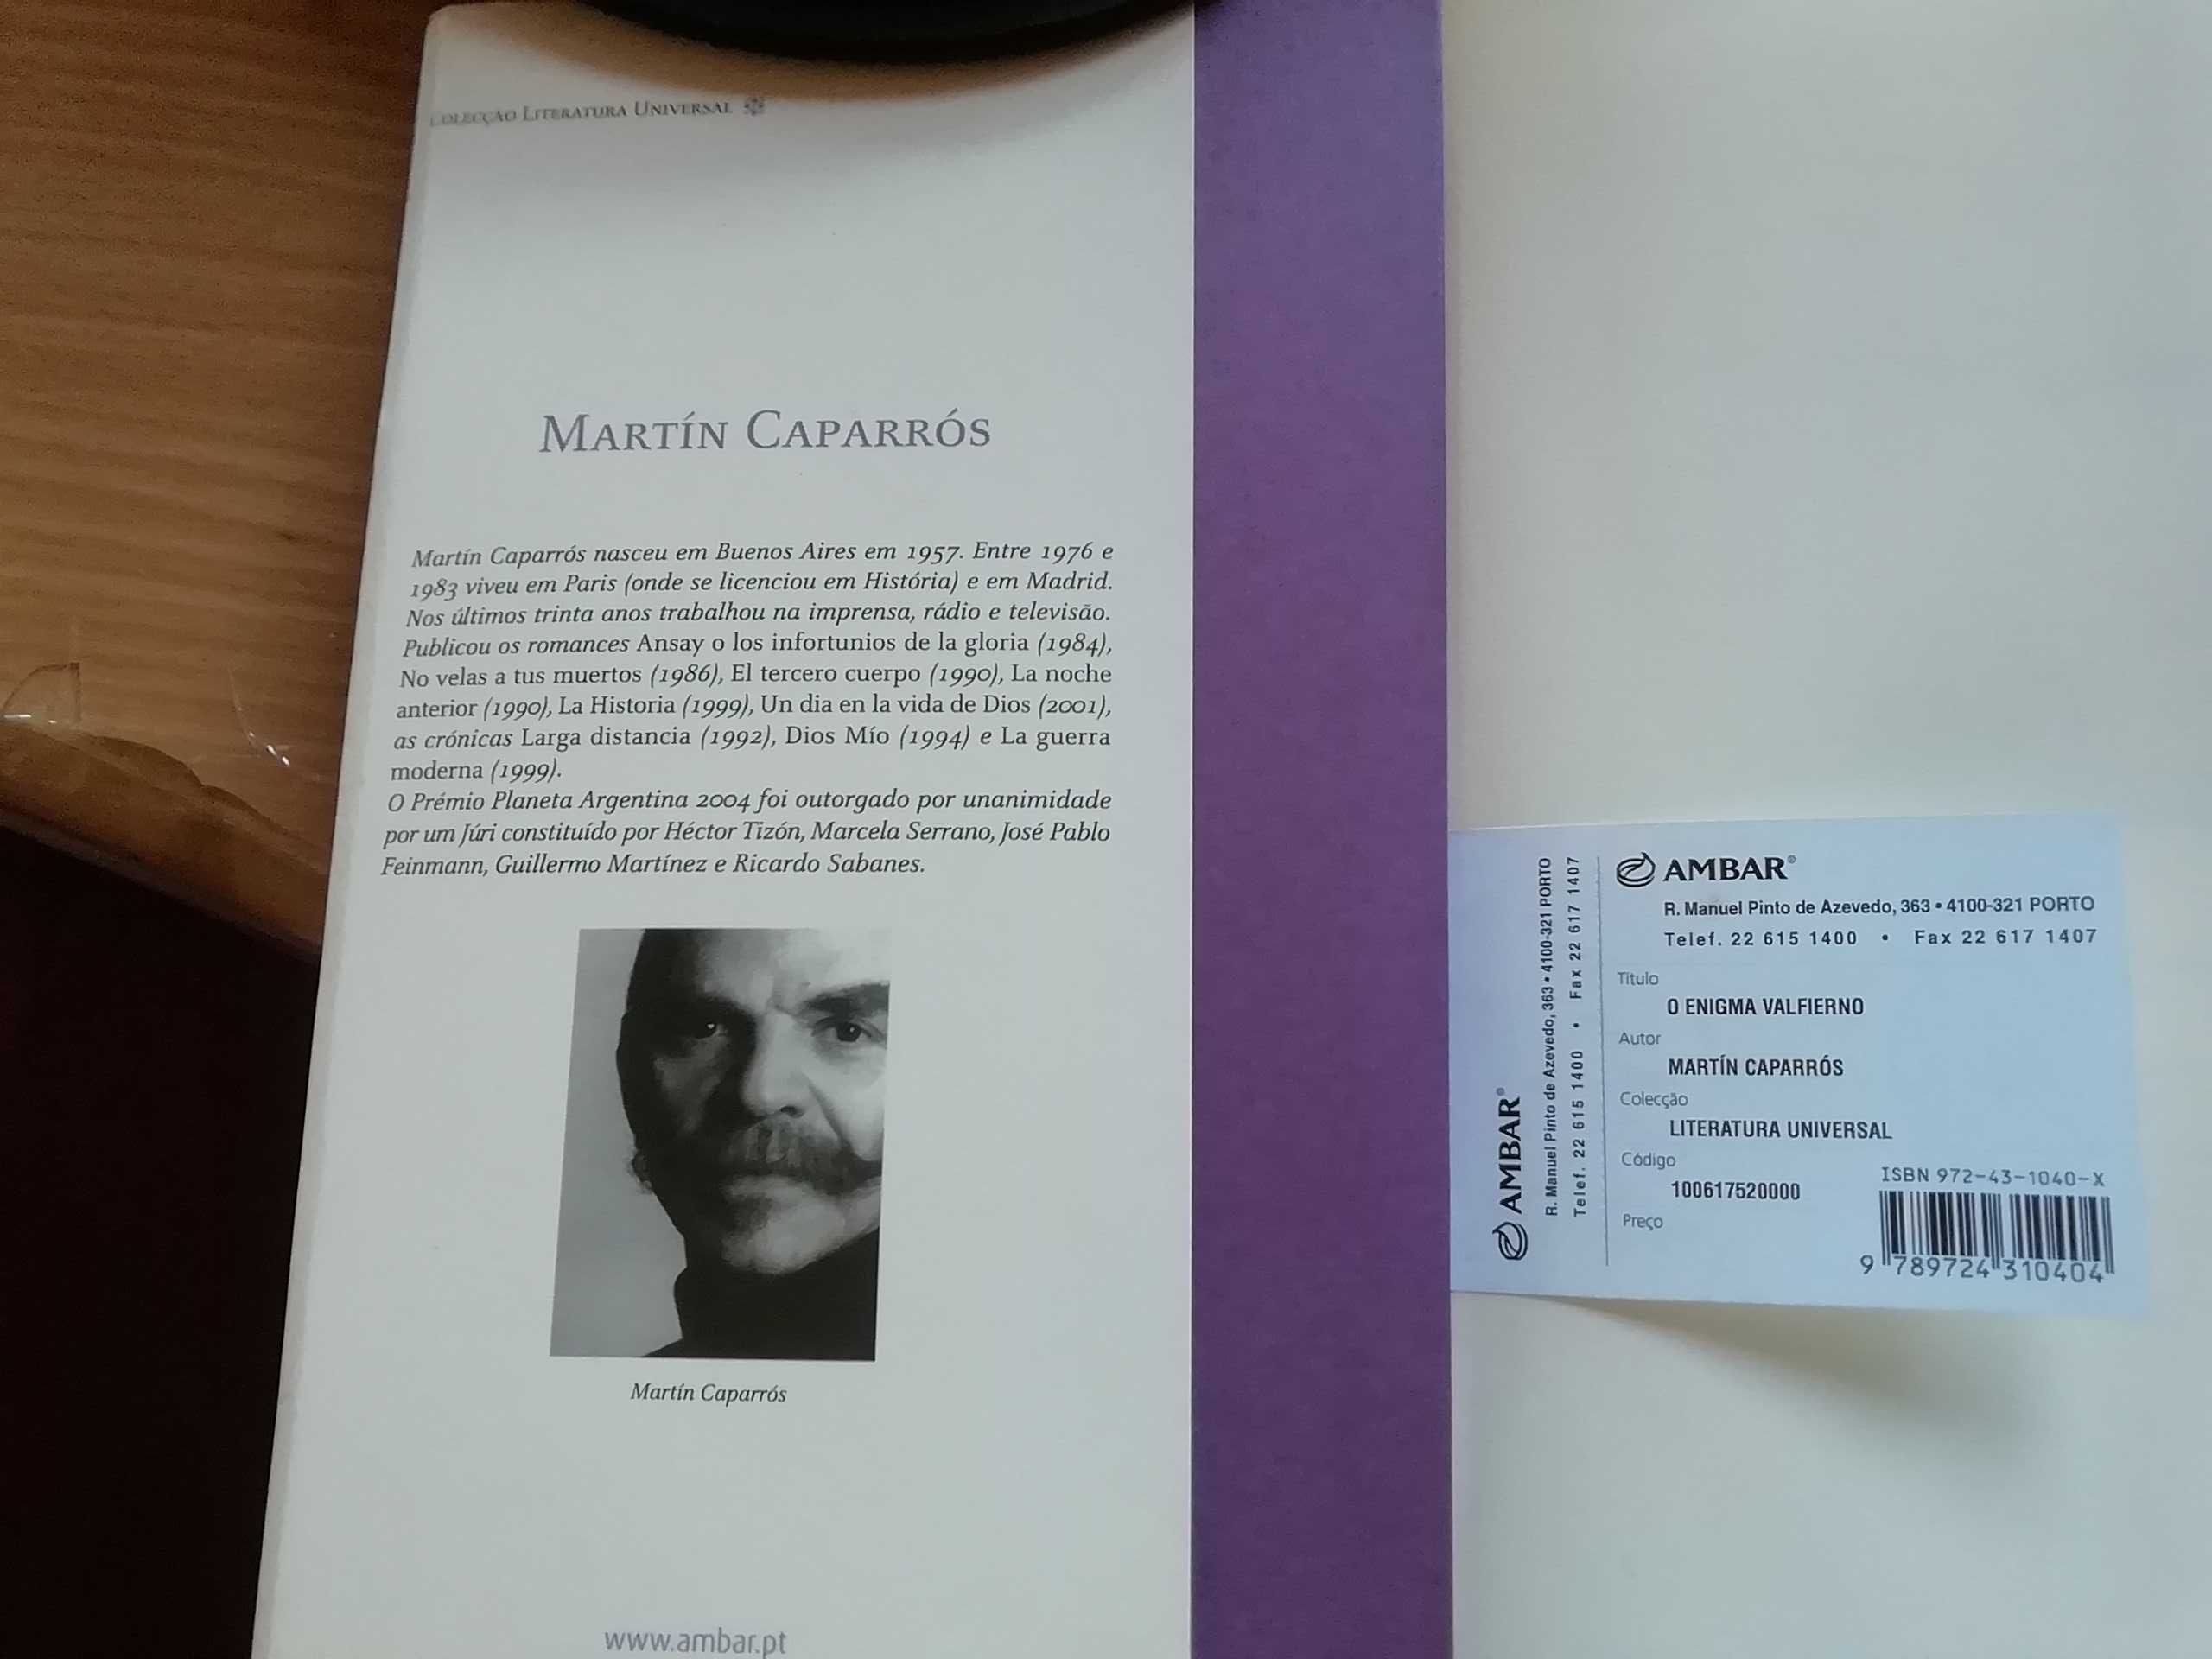 COLECÇÃO LITERATURA UNIVERSAL
MARTÍN CAPARRÓS
Martín Caparrós nasceu em Buenos Aires em 1957. Entre 1976 e
1983 viveu em Paris (onde se licenciou em História) e em Madrid.
Nos últimos trinta anos trabalhou na imprensa, rádio e televisão.
Publicou os romances Ansay o los infortunios de la gloria (1984),
No velas a tus muertos (1986), El tercero cuerpo (1990), La noche
anterior (1990), La Historia (1999), Un dia en la vida de Dios (2001),
as crónicas Larga distancia (1992), Dios Mío (1994) e La guerra
moderna (1999).
O Prémio Planeta Argentina 2004 foi outorgado por unanimidade
por um Júri constituído por Héctor Tizón, Marcela Serrano, José Pablo
Feinmann, Guillermo Martínez e Ricardo Sabanes.
Martín Caparrós
www.ambar.pt
AMBAR®
R. Manuel Pinto de Azevedo, 363 • 4100-321 PORTO
Telef. 22 615 1400 • Fax 22 617 1407
AMBAR®
R. Manuel Pinto de Azevedo, 363 • 4100-321 PORTO
Telef. 22 615 1400 • Fax 22 617 1407
Título
O ENIGMA VALFIERNO
Autor
MARTÍN CAPARRÓS
Colecção
LITERATURA UNIVERSAL
Código
100617520000
Preço
ISBN 972-43-1040-X
9 789724 310404